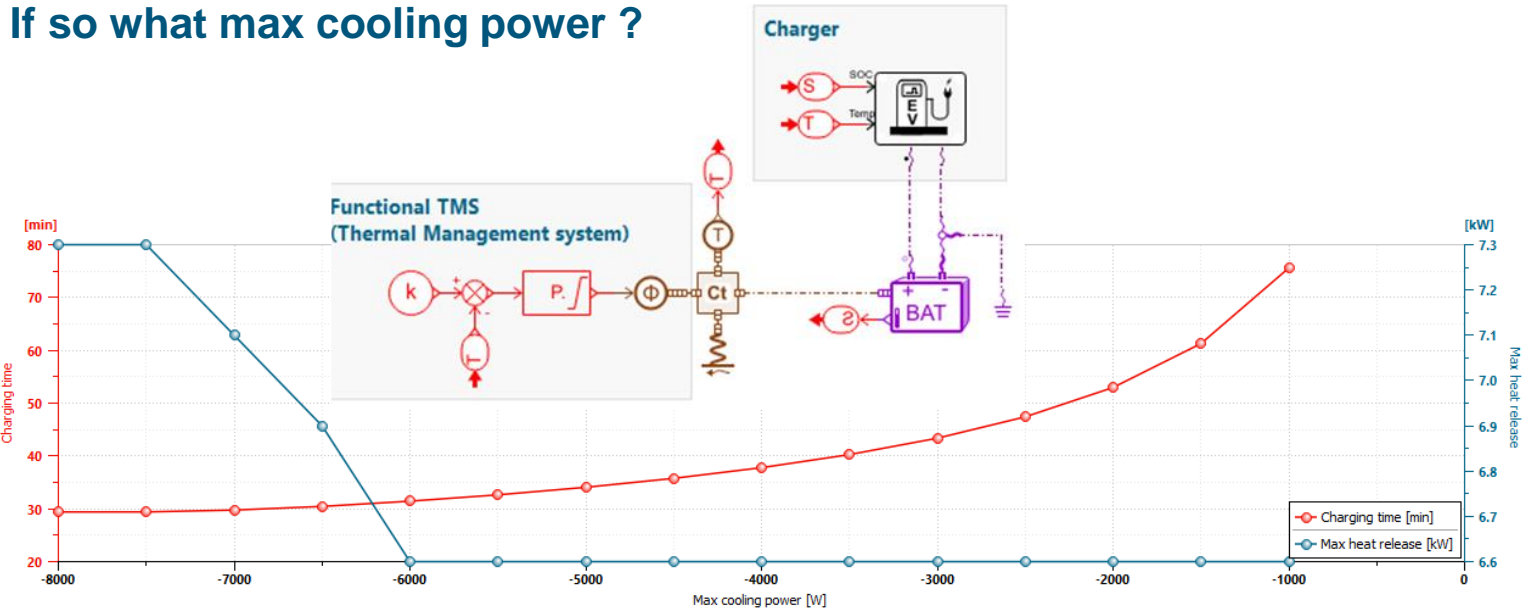 If so what max cooling power ?
Charger
SOC
S
Temp
T
E
V
T
Functional TMS
(Thermal Management system)
T
k
+
-
P.
Φ
Ct
+ -
BAT
S
T
[min]
80
70
60
50
40
30
20
Charging time
[kW]
7.3
7.2
7.1
7.0
6.9
6.8
6.7
6.6
Max heat release
Charging time [min]
Max heat release [kW]
-8000 -7000 -6000 -5000 -4000 -3000 -2000 -1000 0
Max cooling power [W]